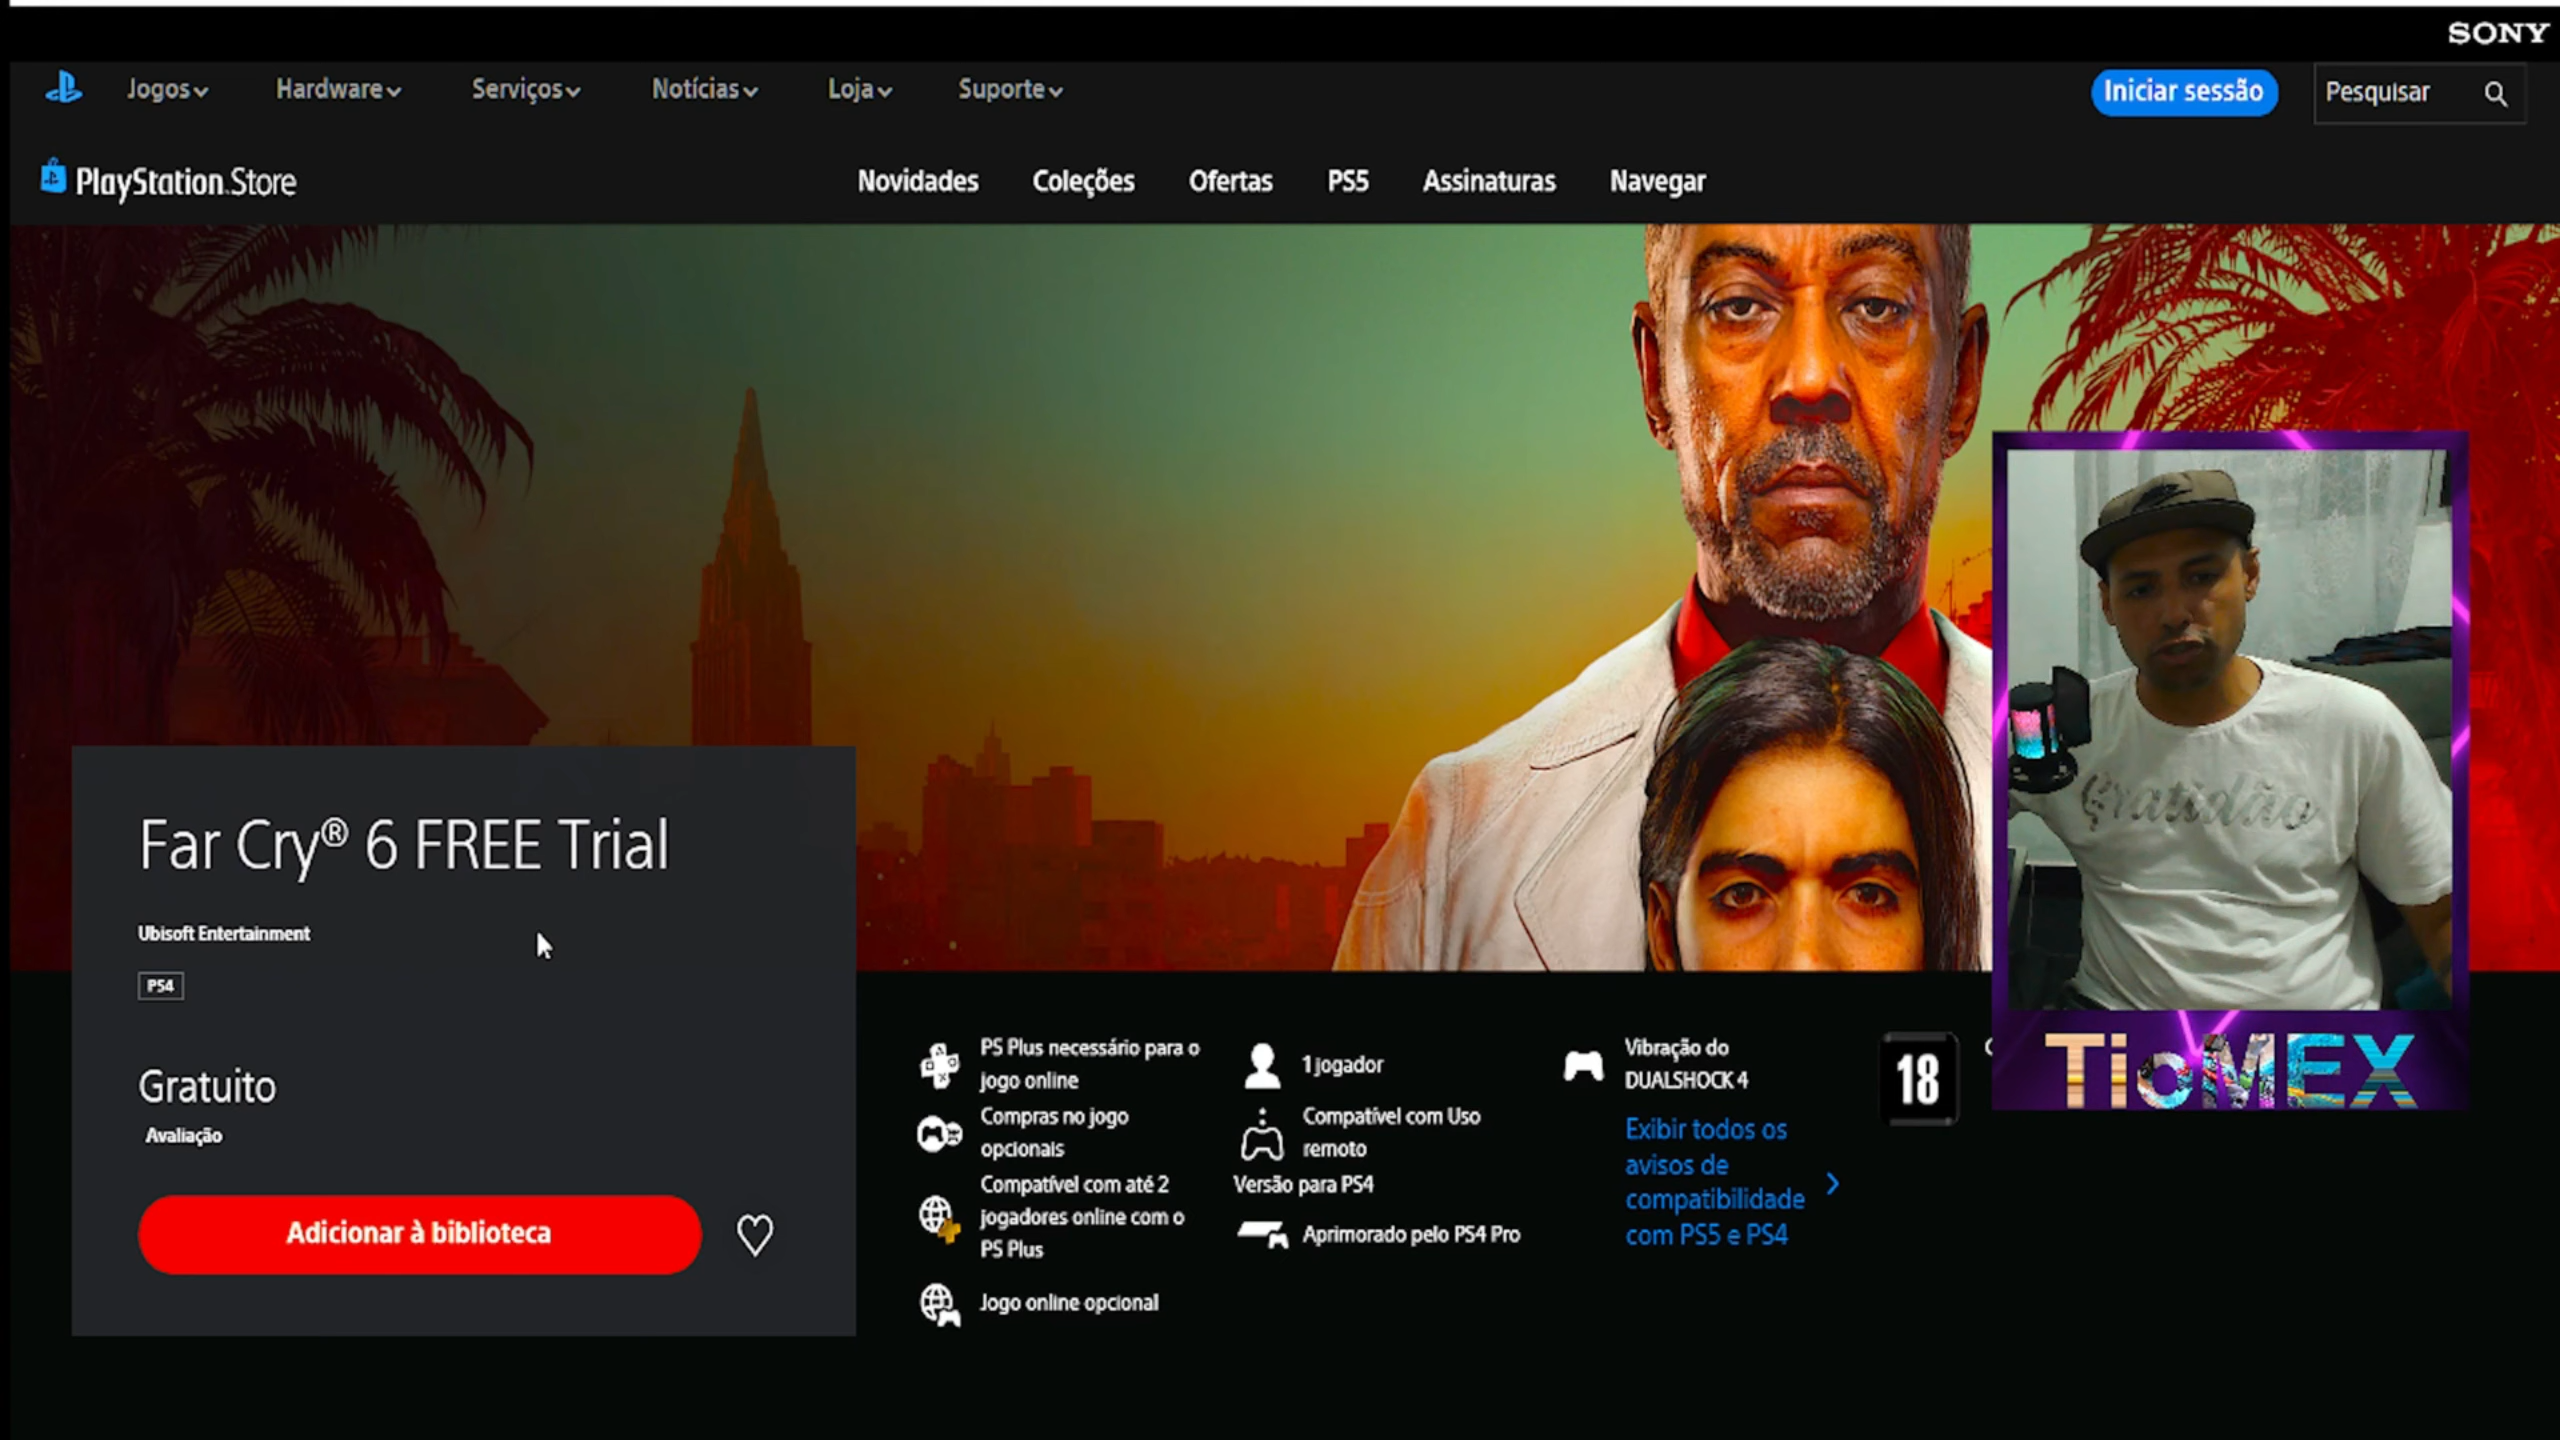 SONY
Jogos
Hardware
Serviços
Notícias
Loja
Suporte
Iniciar sessão
Pesquisar
PlayStation.Store
Novidades
Coleções
Ofertas
PS5
Assinaturas
Navegar
Far Cry® 6 FREE Trial
Ubisoft Entertainment
PS4
Gratuito
Avaliação
Adicionar à biblioteca
PS Plus necessário para o
jogo online
Compras no jogo
opcionais
Compatível com até 2
jogadores online com o
PS Plus
Jogo online opcional
1 jogador
Compatível com Uso
remoto
Versão para PS4
Aprimorado pelo PS4 Pro
Vibração do
DUALSHOCK 4
Exibir todos os
avisos de
compatibilidade
com PS5 e PS4
18
Gratidão
TioMEX